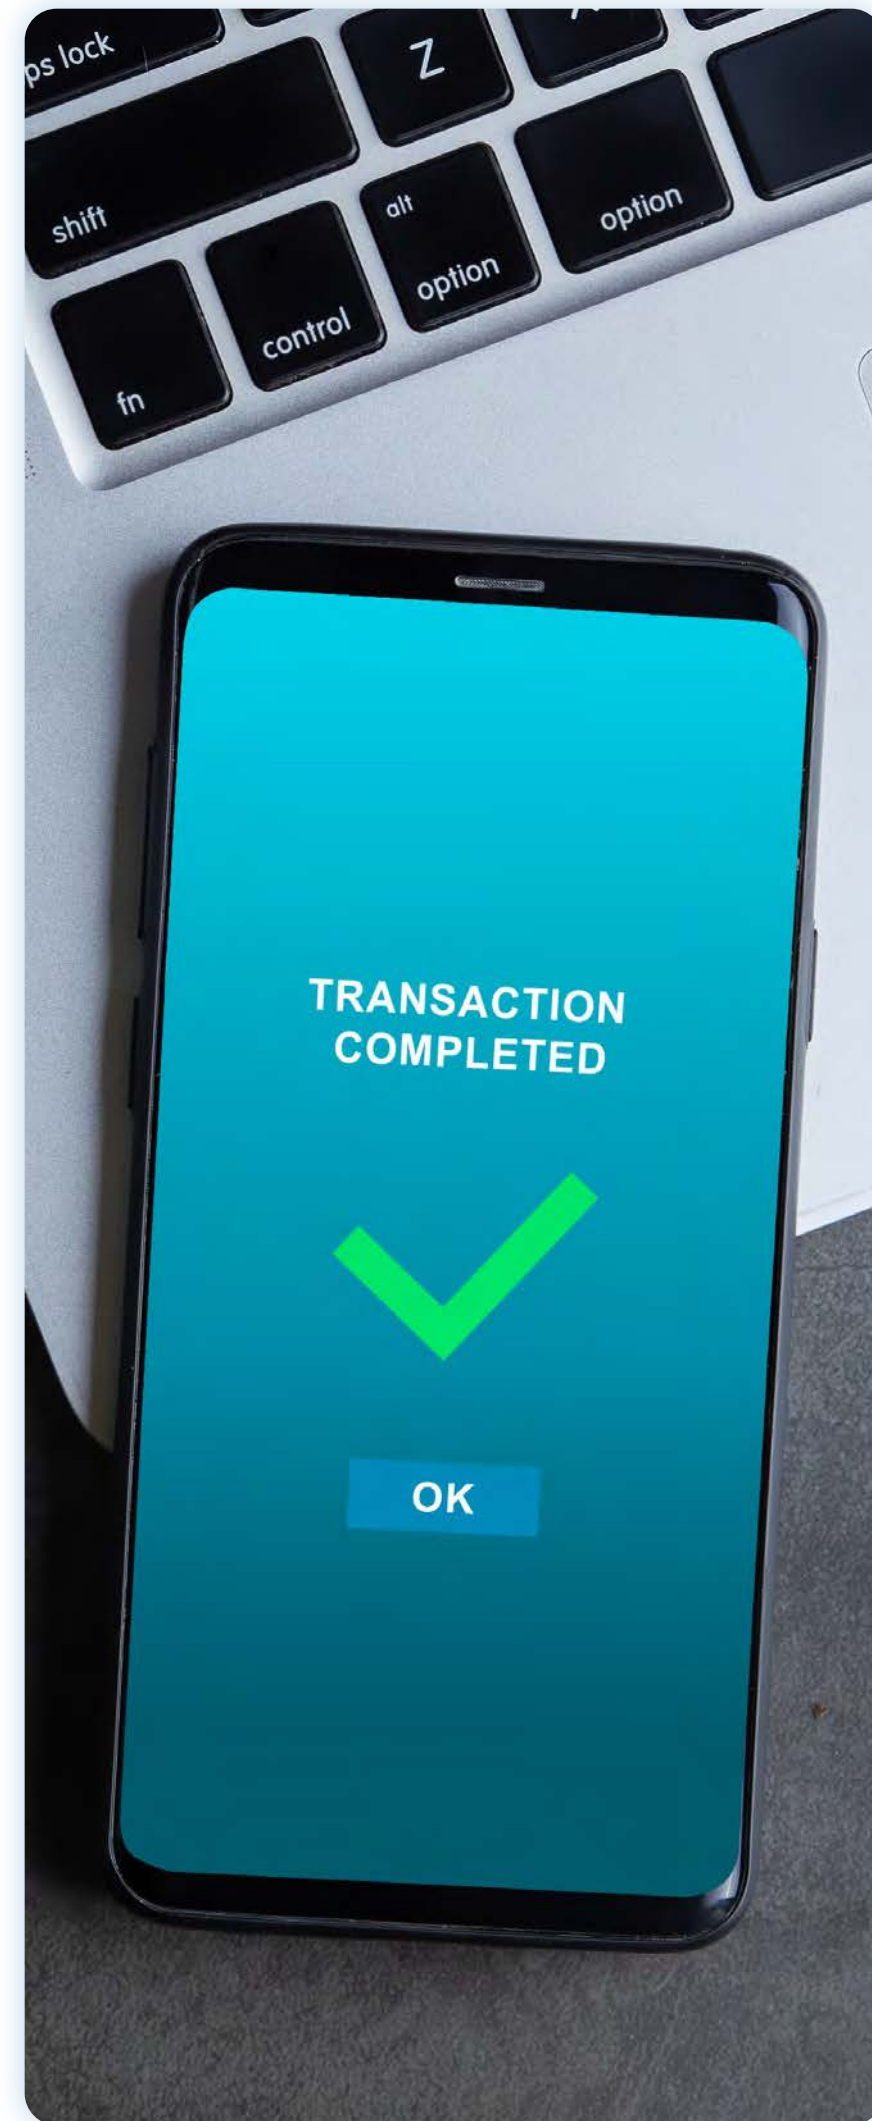 ps lock
Z
shift
alt
option
option
control
fn
TRANSACTION
COMPLETED
OK